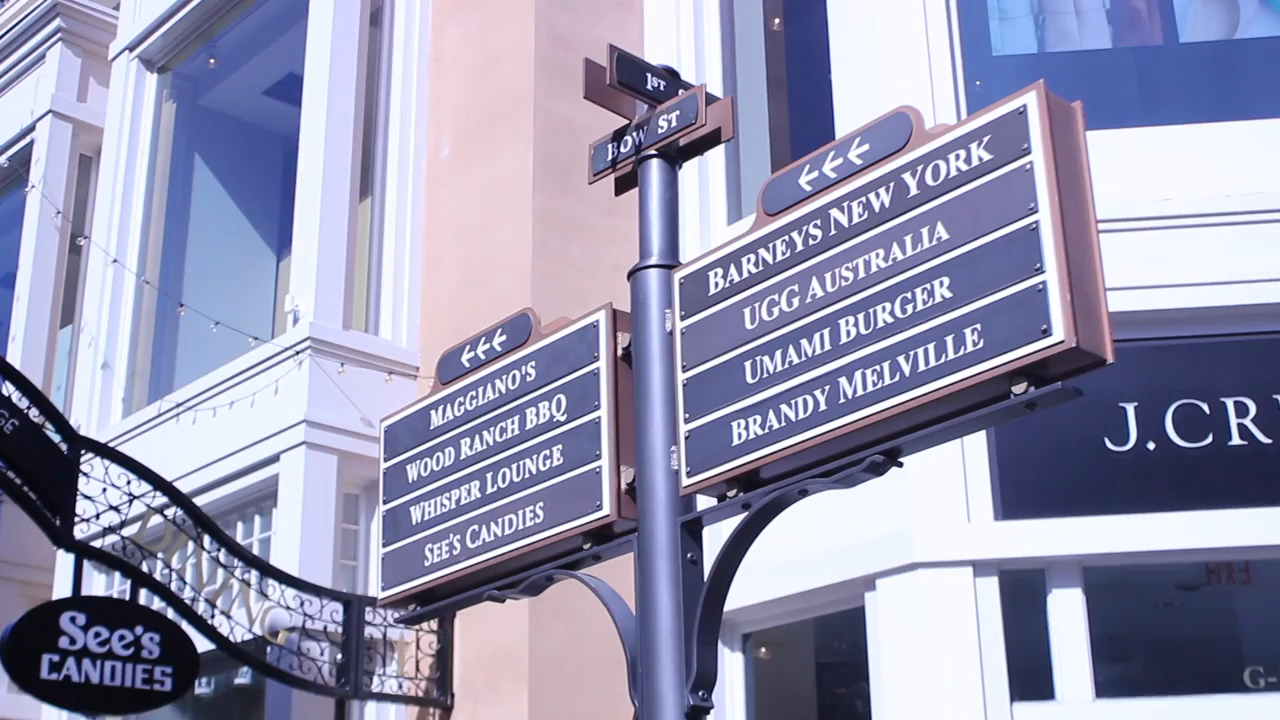 1ST
BOW ST
BARNEYS NEW YORK
UGG AUSTRALIA
UMAMI BURGER
BRANDY MELVILLE
MAGGIANO'S
WOOD RANCH BBQ
WHISPER LOUNGE
SEE'S CANDIES
J.CR
See's
CANDIES
G-